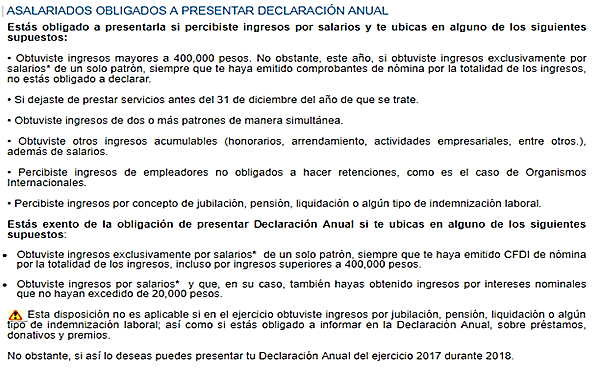 ASALARIADOS OBLIGADOS A PRESENTAR DECLARACIÓN ANUAL
Estás obligado a presentarla si percibiste ingresos por salarios y te ubicas en alguno de los siguientes
supuestos:
• Obtuviste ingresos mayores a 400,000 pesos. No obstante, este año, si obtuviste ingresos exclusivamente por
salarios* de un solo patrón, siempre que te haya emitido comprobantes de nómina por la totalidad de los ingresos,
no estás obligado a declarar.
• Si dejaste de prestar servicios antes del 31 de diciembre del año de que se trate.
• Obtuviste ingresos de dos o más patrones de manera simultánea.
• Obtuviste otros ingresos acumulables (honorarios, arrendamiento, actividades empresariales, entre otros.),
además de salarios.
• Percibiste ingresos de empleadores no obligados a hacer retenciones, como es el caso de Organismos
Internacionales.
• Percibiste ingresos por concepto de jubilación, pensión, liquidación o algún tipo de indemnización laboral.
Estás exento de la obligación de presentar Declaración Anual si te ubicas en alguno de los siguientes
supuestos:
• Obtuviste ingresos exclusivamente por salarios* de un solo patrón, siempre que te haya emitido CFDI de nómina
por la totalidad de los ingresos, incluso por ingresos superiores a 400,000 pesos.
• Obtuviste ingresos por salarios* y que, en su caso, también hayas obtenido ingresos por intereses nominales
que no hayan excedido de 20,000 pesos.
Esta disposición no es aplicable si en el ejercicio obtuviste ingresos por jubilación, pensión, liquidación o algún
tipo de indemnización laboral; así como si estás obligado a informar en la Declaración Anual, sobre préstamos,
donativos y premios.
No obstante, si así lo deseas puedes presentar tu Declaración Anual del ejercicio 2017 durante 2018.